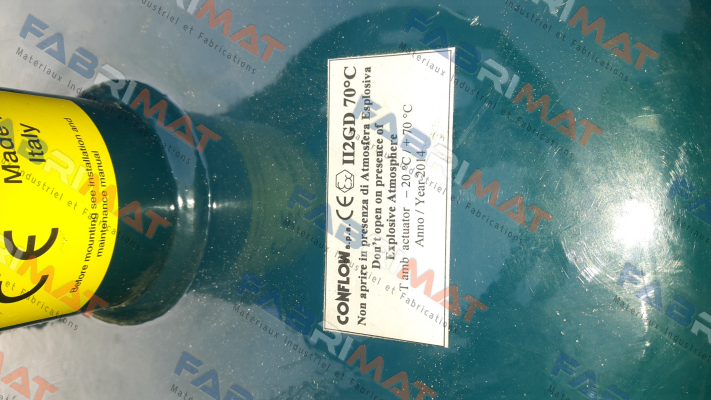 CONFLOW s.p.a. CE Ex II2GD 70°C
Non aprire in presenza di Atmosfera Esplosiva
Don't open on presence of
Explosive Atmosphere
T amb actuator – 20 °C / +70 °C
Anno / Year 2014
Made
Italy
CE
Before mounting see installation and
maintenance manual
FABRIMAT
Materiaux Industriel et Fabrications